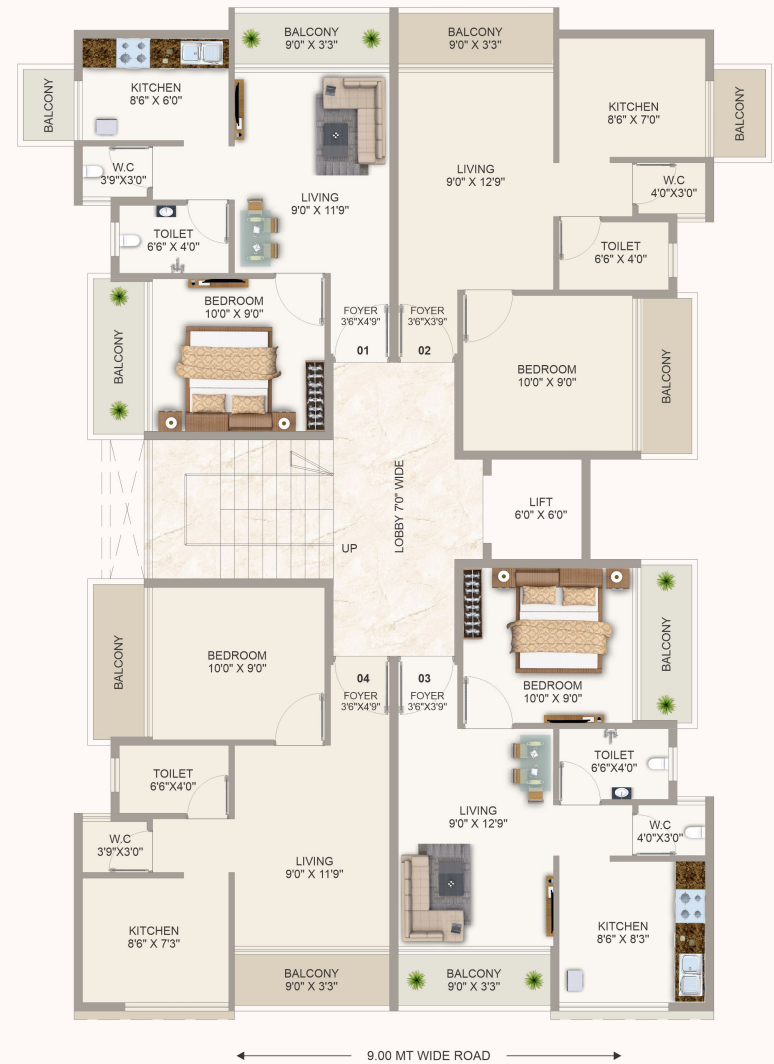 BALCONY
9'0" X 3'3"
BALCONY
9'0" X 3'3"
BALCONY
KITCHEN
8'6" X 6'0"
KITCHEN
8'6" X 7'0"
BALCONY
W.C
3'9"X3'0"
LIVING
9'0" X 11'9"
LIVING
9'0" X 12'9"
W.C
4'0"X3'0"
TOILET
6'6" X 4'0"
TOILET
6'6" X 4'0"
BEDROOM
10'0" X 9'0"
FOYER
3'6"X4'9"
01
FOYER
3'6"X3'9"
02
BALCONY
BEDROOM
10'0" X 9'0"
BALCONY
LOBBY 7'0" WIDE
UP
LIFT
6'0" X 6'0"
BALCONY
BEDROOM
10'0" X 9'0"
04
FOYER
3'6"X4'9"
03
FOYER
3'6"X3'9"
BEDROOM
10'0" X 9'0"
BALCONY
TOILET
6'6"X4'0"
TOILET
6'6"X4'0"
W.C
3'9"X3'0"
LIVING
9'0" X 11'9"
LIVING
9'0" X 12'9"
W.C
4'0"X3'0"
KITCHEN
8'6" X 7'3"
KITCHEN
8'6" X 8'3"
BALCONY
9'0" X 3'3"
BALCONY
9'0" X 3'3"
9.00 MT WIDE ROAD